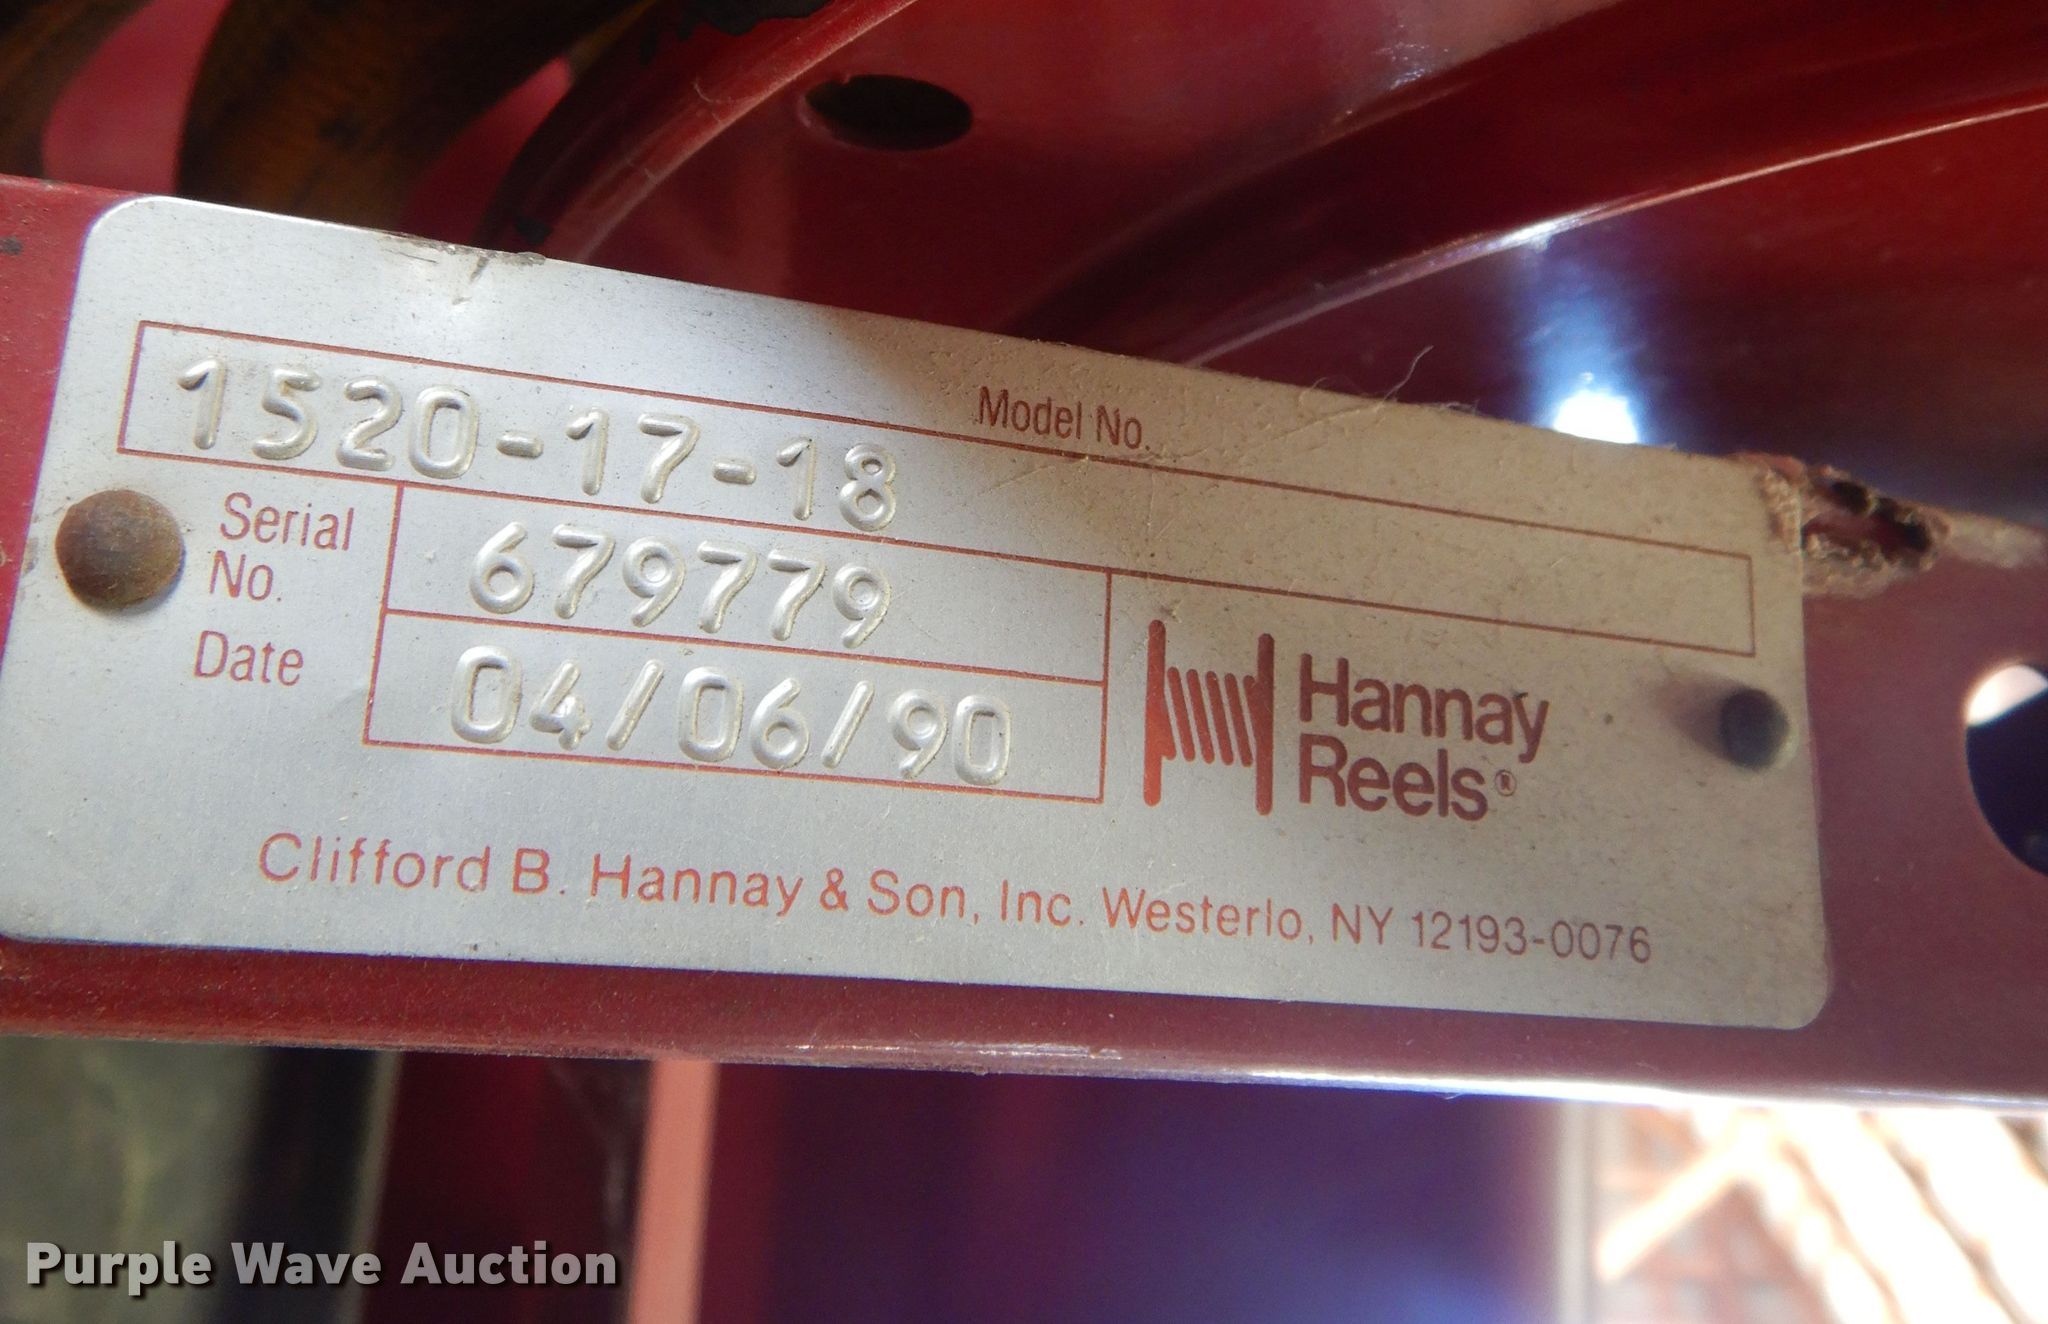 Model No.
1520-17-18
Serial
No.
679779
Date
04/06/90
Hannay
Reels®
Clifford B. Hannay & Son, Inc. Westerlo, NY 12193-0076
Purple Wave Auction